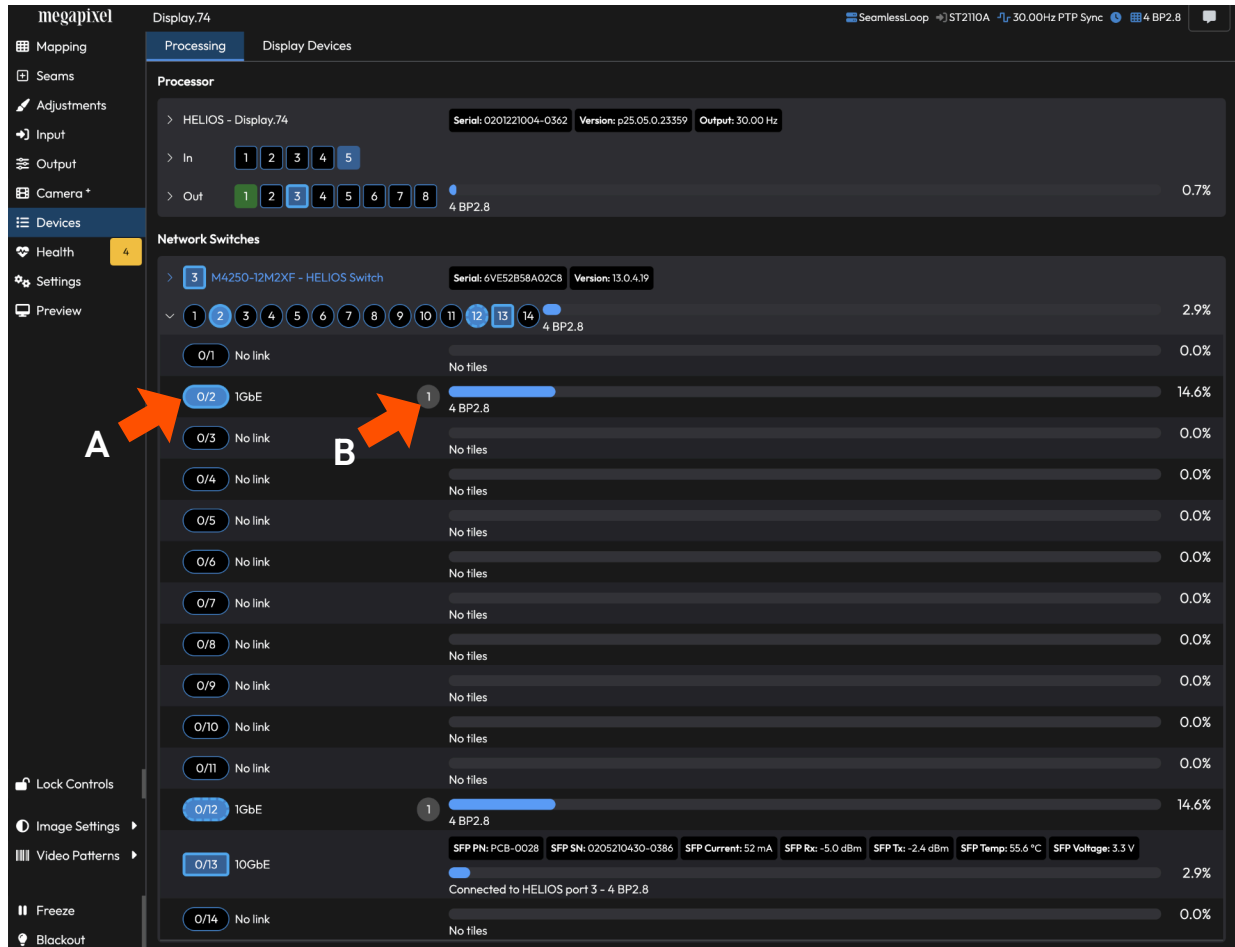 megapixel
Display.74
SeamlessLoop ST2110A 30.00Hz PTP Sync 4 BP2.8
Mapping
Seams
Adjustments
Input
Output
Camera +
Devices
Health 4
Settings
Preview
Lock Controls
Image Settings
Video Patterns
Freeze
Blackout
Processing Display Devices
Processor
HELIOS - Display.74 Serial: 0201221004-0362 Version: p25.05.0.23359 Output: 30.00 Hz
In 1 2 3 4 5
Out 1 2 3 4 5 6 7 8 0.7%
4 BP2.8
Network Switches
3 M4250-12M2XF - HELIOS Switch Serial: 6VE52B58A02C8 Version: 13.0.4.19
1 2 3 4 5 6 7 8 9 10 11 12 13 14 2.9%
4 BP2.8
0/1 No link 0.0%
No tiles
0/2 1GbE 1 14.6%
4 BP2.8
A
B
0/3 No link 0.0%
No tiles
0/4 No link 0.0%
No tiles
0/5 No link 0.0%
No tiles
0/6 No link 0.0%
No tiles
0/7 No link 0.0%
No tiles
0/8 No link 0.0%
No tiles
0/9 No link 0.0%
No tiles
0/10 No link 0.0%
No tiles
0/11 No link 0.0%
No tiles
0/12 1GbE 1 14.6%
4 BP2.8
SFP PN: PCB-0028 SFP SN: 0205210430-0386 SFP Current: 52 mA SFP Rx: -5.0 dBm SFP Tx: -2.4 dBm SFP Temp: 55.6 °C SFP Voltage: 3.3 V
0/13 10GbE 2.9%
Connected to HELIOS port 3 - 4 BP2.8
0/14 No link 0.0%
No tiles